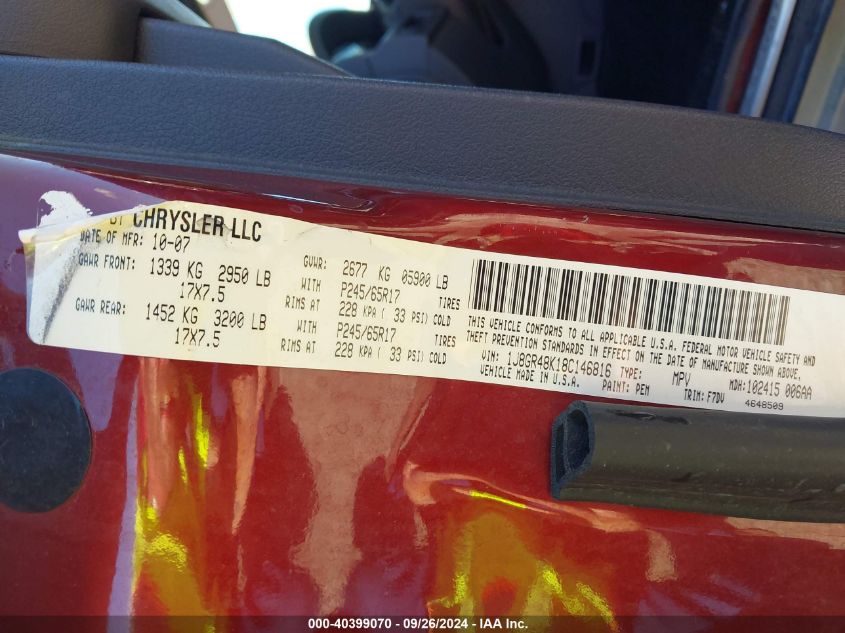 BY CHRYSLER LLC
DATE OF MFR: 10-07
GAWR FRONT: 1339 KG 2950 LB
17X7.5
GAWR REAR: 1452 KG 3200 LB
17X7.5
GVWR: 2677 KG 05900 LB
WITH P245/65R17 TIRES
RIMS AT 228 KPA ( 33 PSI) COLD
WITH P245/65R17 TIRES
RIMS AT 228 KPA ( 33 PSI) COLD
THIS VEHICLE CONFORMS TO ALL APPLICABLE U.S.A. FEDERAL MOTOR VEHICLE SAFETY AND
THEFT PREVENTION STANDARDS IN EFFECT ON THE DATE OF MANUFACTURE SHOWN ABOVE.
VIN: 1J8GR48K18C146816 TYPE: MPV MDH:102415 006AA
VEHICLE MADE IN U.S.A. PAINT: PEM TRIM: F7DV 4648509
000-40399070 - 09/26/2024 - IAA Inc.